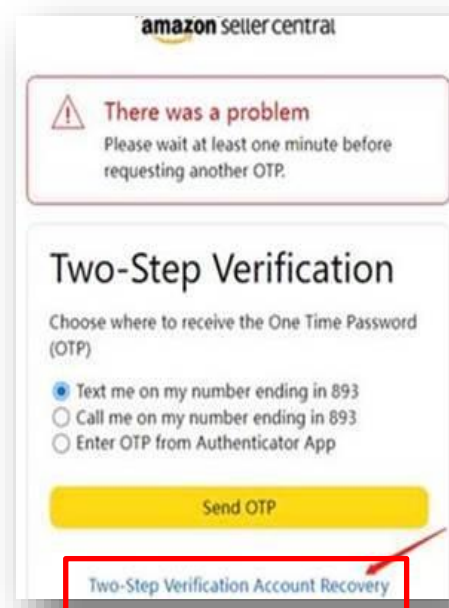 amazon seller central
There was a problem
Please wait at least one minute before
requesting another OTP.
Two-Step Verification
Choose where to receive the One Time Password
(OTP)
Text me on my number ending in 893
Call me on my number ending in 893
Enter OTP from Authenticator App
Send OTP
Two-Step Verification Account Recovery